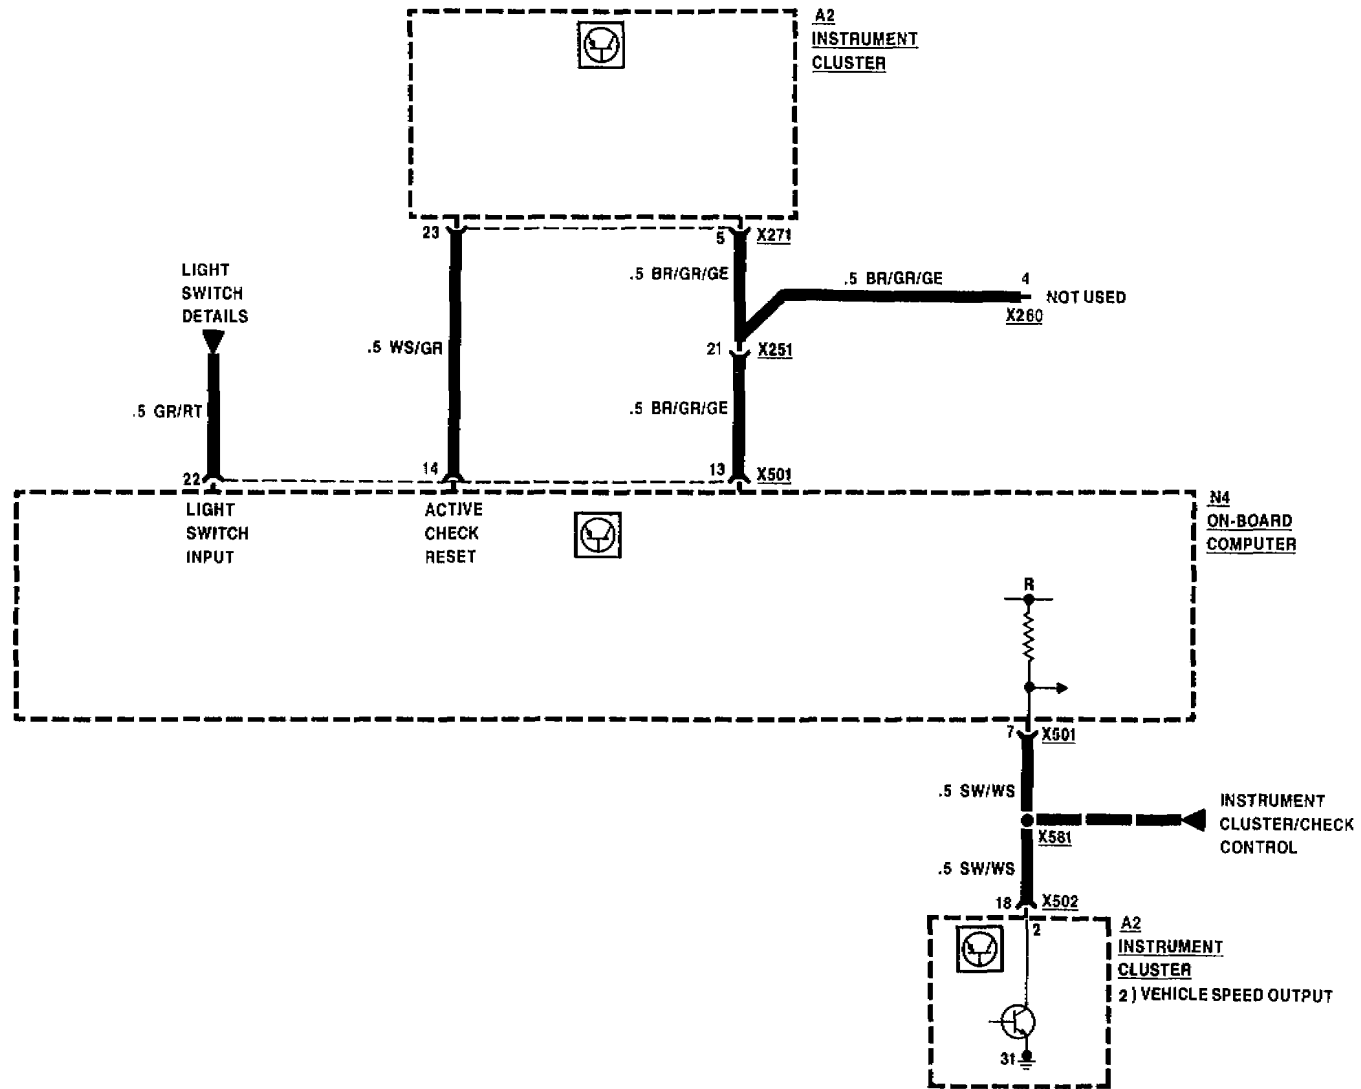 A2
INSTRUMENT
CLUSTER
23
5
X271
.5 BR/GR/GE
.5 BR/GR/GE
4
NOT USED
X260
LIGHT
SWITCH
DETAILS
.5 WS/GR
21
X251
.5 GR/RT
.5 BR/GR/GE
22
14
13
X501
LIGHT
SWITCH
INPUT
ACTIVE
CHECK
RESET
N4
ON-BOARD
COMPUTER
R
7
X501
.5 SW/WS
INSTRUMENT
CLUSTER/CHECK
CONTROL
X581
.5 SW/WS
18
X502
2
A2
INSTRUMENT
CLUSTER
2) VEHICLE SPEED OUTPUT
31